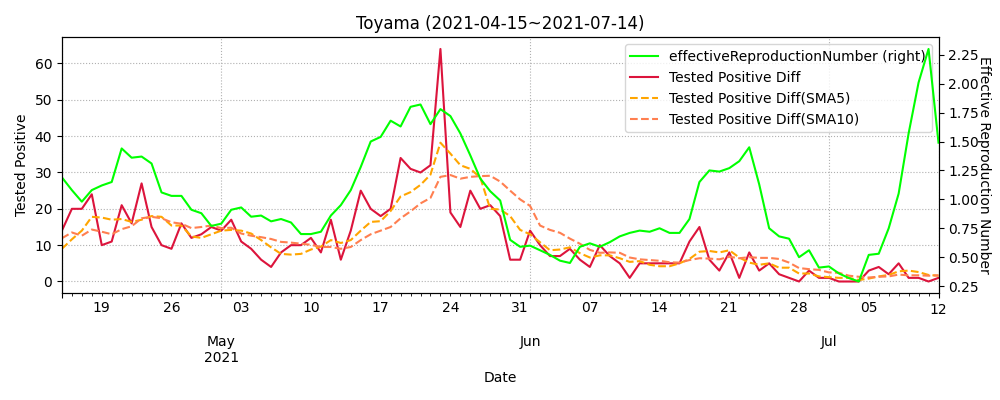 Toyama (2021-04-15~2021-07-14)
effectiveReproductionNumber (right)
Tested Positive Diff
Tested Positive Diff(SMA5)
Tested Positive Diff(SMA10)
Tested Positive
60
50
40
30
20
10
0
2.25
2.00
1.75
1.50
1.25
1.00
0.75
0.50
0.25
Effective Reproduction Number
19 26 03 10 17 24 31 07 14 21 28 05 12
May Jun Jul
2021
Date